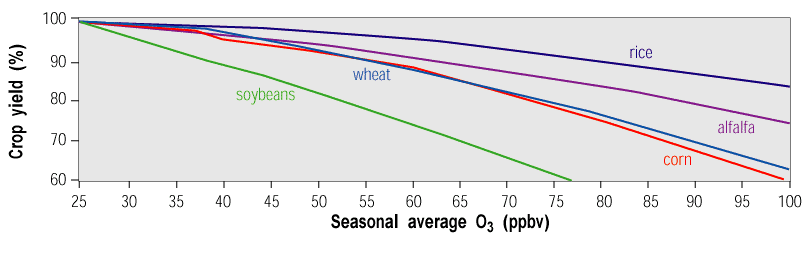 Crop yield (%)
100
90
80
70
60
rice
wheat
soybeans
alfalfa
corn
25 30 35 40 45 50 55 60 65 70 75 80 85 90 95 100
Seasonal average O₃ (ppbv)